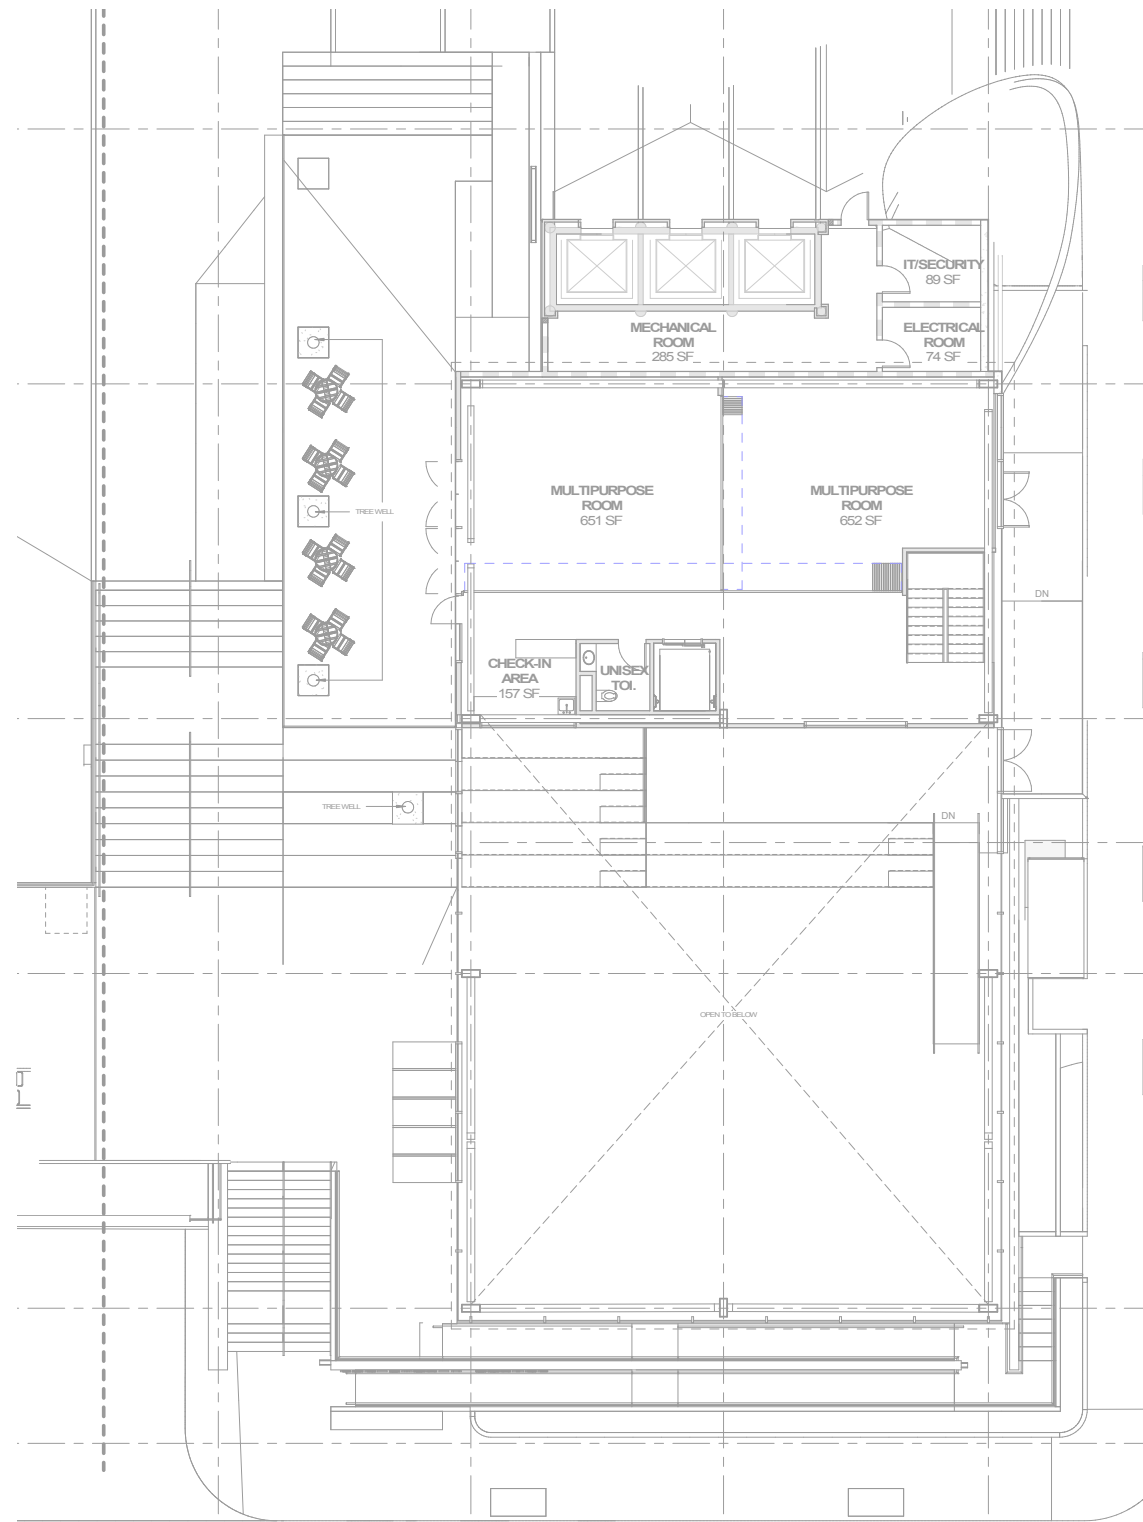 IT/SECURITY
89 SF
MECHANICAL
ROOM
285 SF
ELECTRICAL
ROOM
74 SF
MULTIPURPOSE
ROOM
651 SF
MULTIPURPOSE
ROOM
652 SF
TREE WELL
DN
CHECK-IN
AREA
157 SF
UNISEX
TOI.
TREE WELL
DN
OPEN TO BELOW